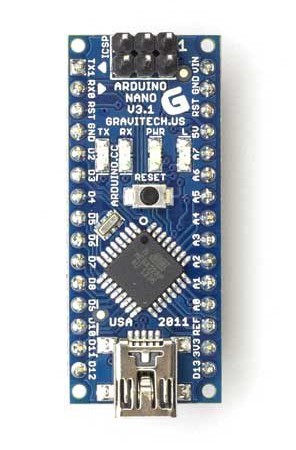 ICSP
1
ARDUINO
NANO
V3.1
GRAVITECH.US
G
TX RX PWR L
ARDUINO.CC
RESET
USA 2011
TX1
RX0
RST
GND
D2
D3
D4
D5
D6
D7
D8
D11
D12
VIN
GND
RST
5V
A7
A6
A5
A4
A3
A2
A1
A0
REF
3V3
D13